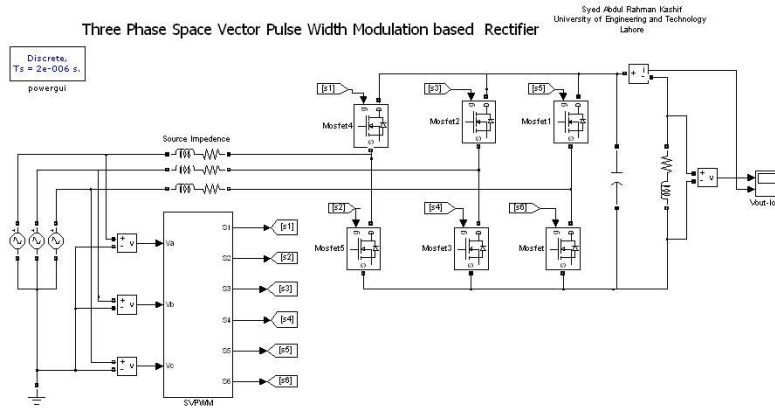 Three Phase Space Vector Pulse Width Modulation based Rectifier
Syed Abdul Rahman Kashif
University of Engineering and Technology
Lahore
Discrete,
Ts = 2e-006 s.
powergui
[s1]
[s3]
[s5]
Mosfet4
Mosfet2
Mosfet1
Source Impedence
[s2]
[s4]
[s6]
Mosfet5
Mosfet3
Mosfet
Va
Vb
Vc
S1
S2
S3
S4
S5
S6
[s1]
[s2]
[s3]
[s4]
[s5]
[s6]
SVPWM
i
v
v
v
v